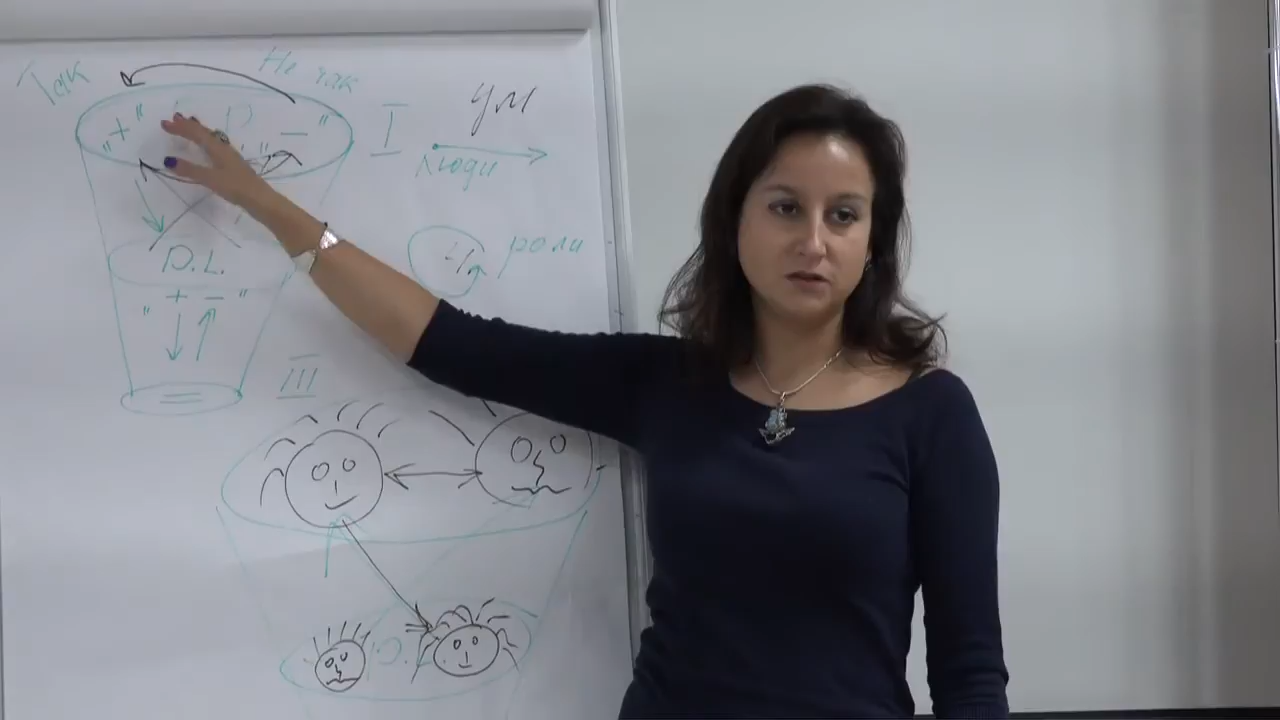 Так
Не так
"+"
–"
I
ум
люди
роли
D.L.
"+ –"
III